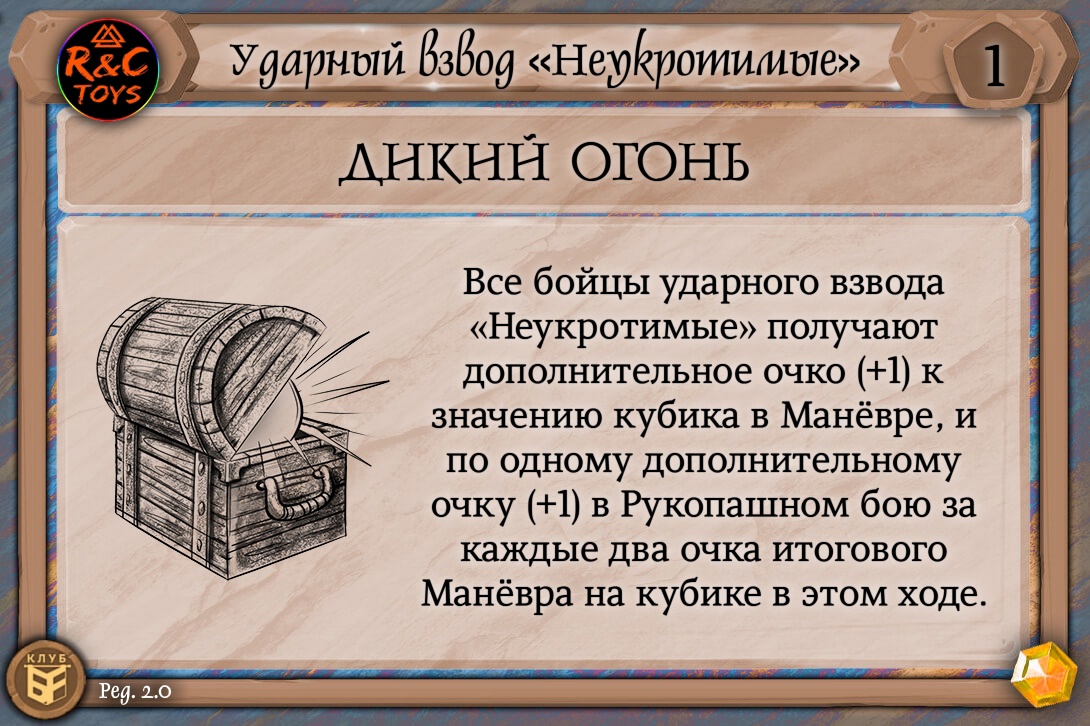 R&C
TOYS
Ударный взвод «Неукротимые»
1
ДИКИЙ ОГОНЬ
Все бойцы ударного взвода
«Неукротимые» получают
дополнительное очко (+1) к
значению кубика в Манёвре, и
по одному дополнительному
очку (+1) в Рукопашном бою за
каждые два очка итогового
Манёвра на кубике в этом ходе.
КЛУБ
Ред. 2.0